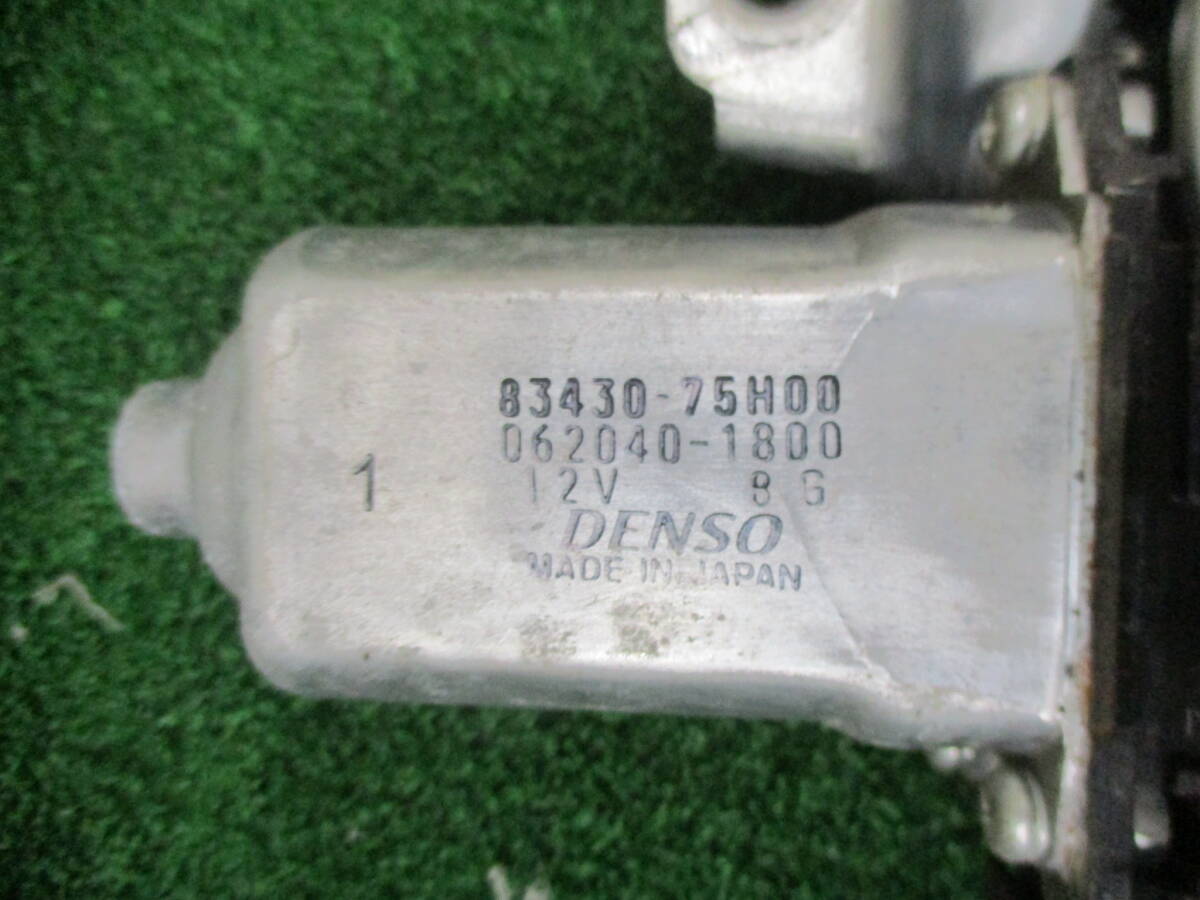 83430-75H00
062040-1800
1
12V 8G
DENSO
MADE IN JAPAN